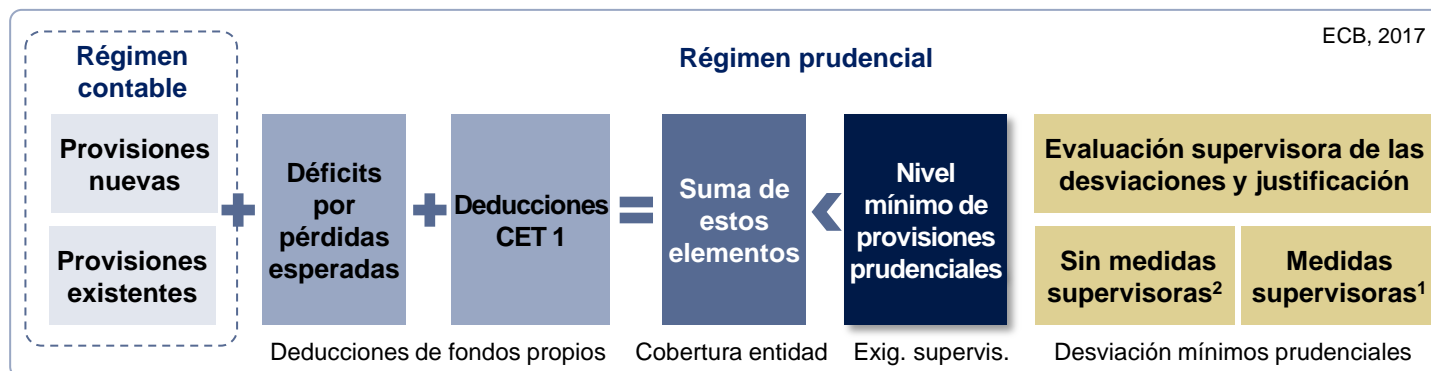 ECB, 2017
Régimen
contable
Régimen prudencial
Provisiones
nuevas
Provisiones
existentes
+
Déficits
por
pérdidas
esperadas
+
Deducciones
CET 1
=
Suma de
estos
elementos
<
Nivel
mínimo de
provisiones
prudenciales
Evaluación supervisora de las
desviaciones y justificación
Sin medidas
supervisoras²
Medidas
supervisoras¹
Deducciones de fondos propios
Cobertura entidad
Exig. supervis.
Desviación mínimos prudenciales